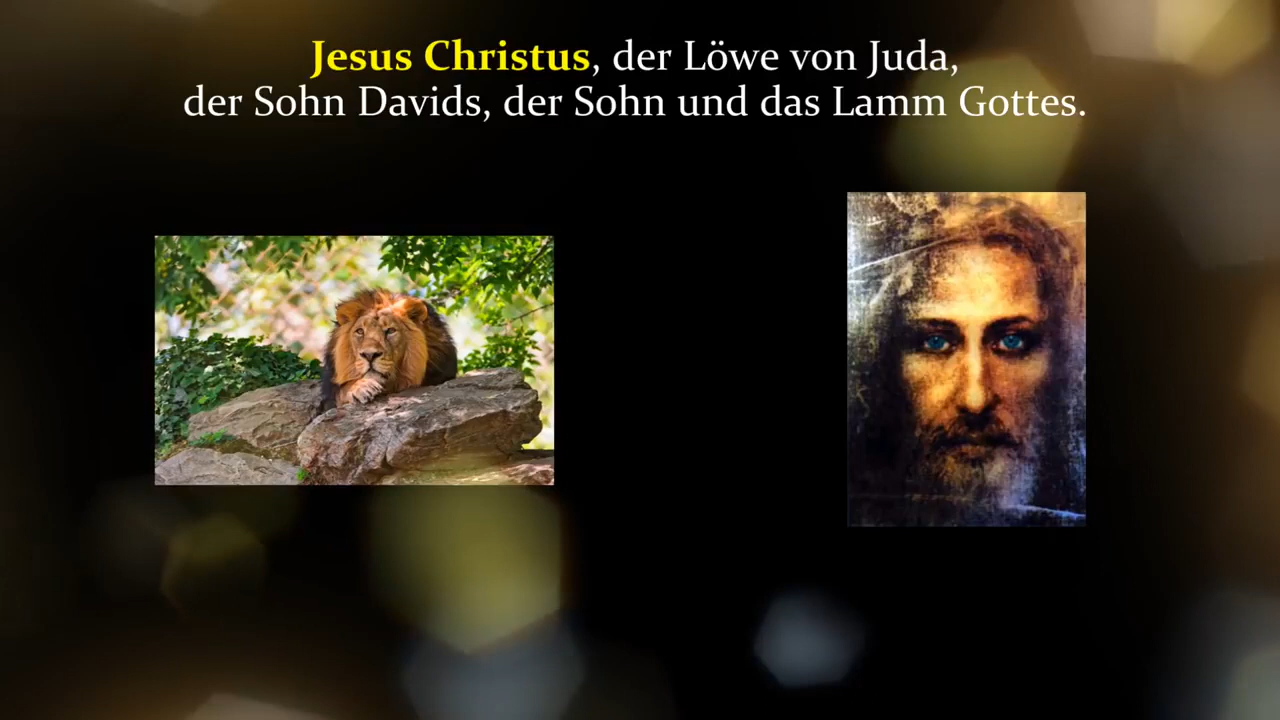 Jesus Christus, der Löwe von Juda,
der Sohn Davids, der Sohn und das Lamm Gottes.